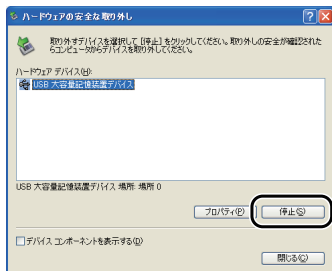 ハードウェアの安全な取り外し
取り外すデバイスを選択して [停止] をクリックしてください。取り外しの安全が確認された
らコンピュータからデバイスを取り外してください。
ハードウェア デバイス(H):
USB 大容量記憶装置デバイス
USB 大容量記憶装置デバイス 場所: 場所 0
プロパティ(P)
停止(S)
デバイス コンポーネントを表示する(D)
閉じる(C)